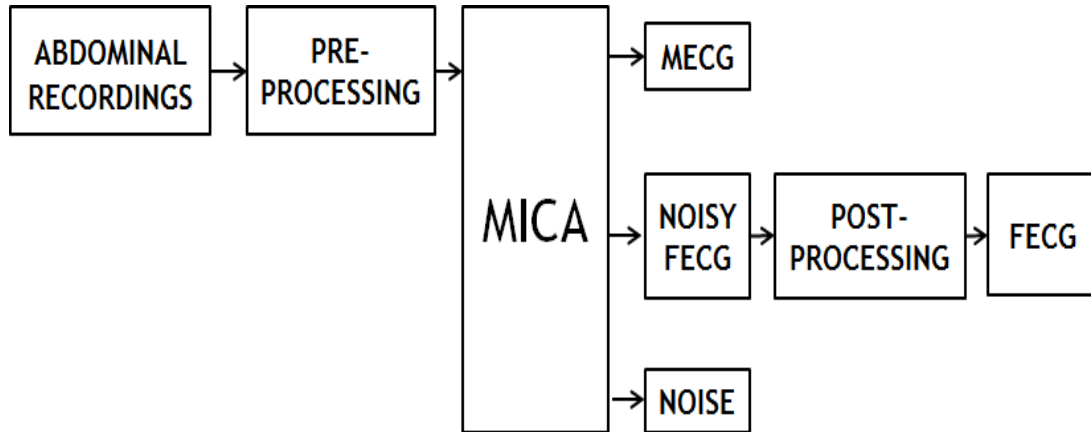 ABDOMINAL
RECORDINGS
PRE-
PROCESSING
MICA
MECG
NOISY
FECG
POST-
PROCESSING
FECG
NOISE